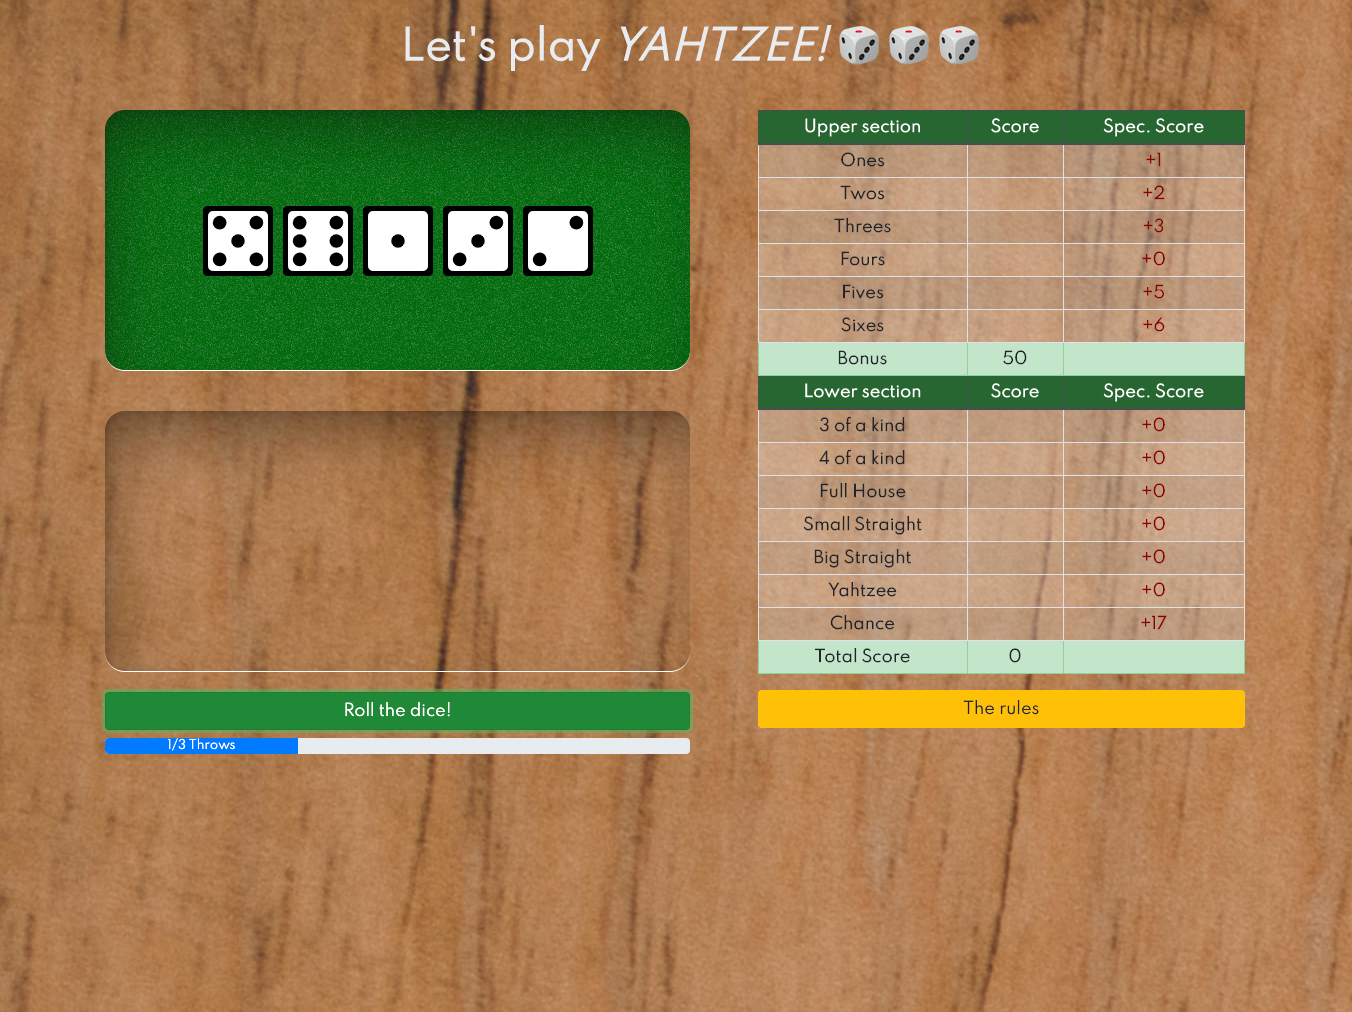 Let's play YAHTZEE!
Upper section Score Spec. Score
Ones +1
Twos +2
Threes +3
Fours +0
Fives +5
Sixes +6
Bonus 50
Lower section Score Spec. Score
3 of a kind +0
4 of a kind +0
Full House +0
Small Straight +0
Big Straight +0
Yahtzee +0
Chance +17
Total Score 0
Roll the dice!
1/3 Throws
The rules